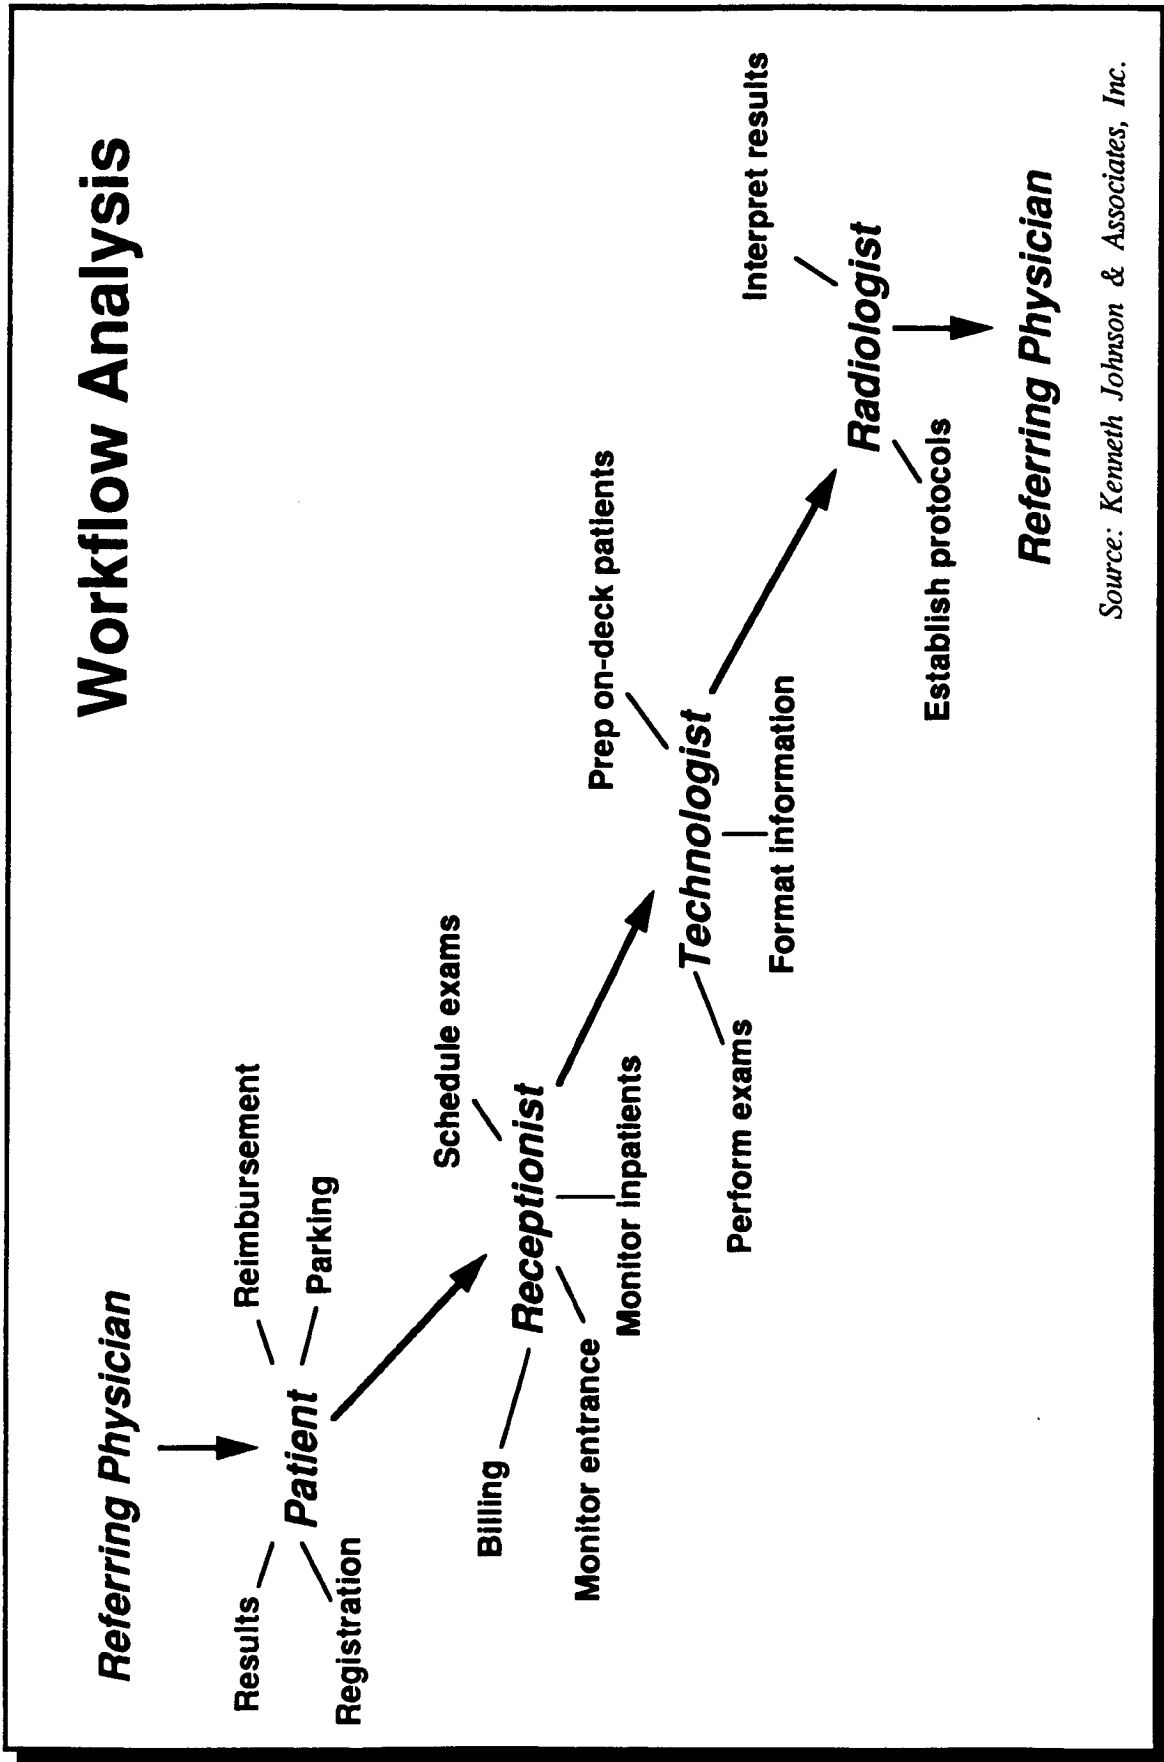 Workflow Analysis
Referring Physician
Results
Reimbursement
Patient
Registration
Parking
Schedule exams
Billing
Receptionist
Monitor entrance
Monitor inpatients
Prep on-deck patients
Technologist
Perform exams
Format information
Interpret results
Radiologist
Establish protocols
Referring Physician
Source: Kenneth Johnson & Associates, Inc.